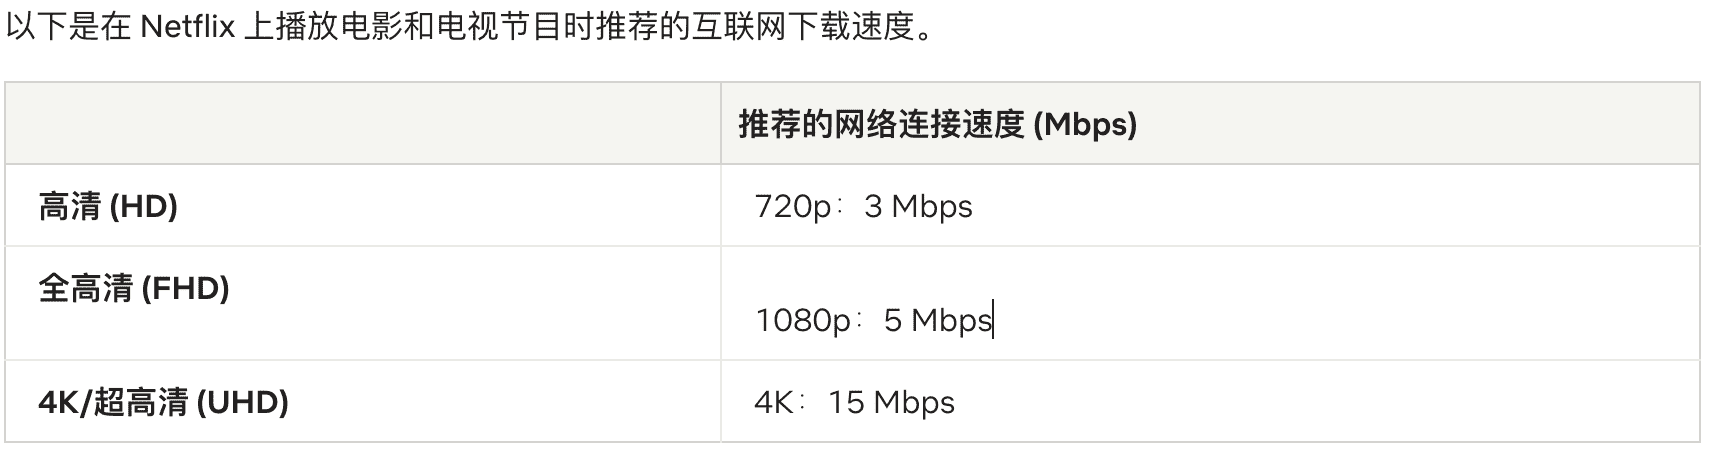 以下是在 Netflix 上播放电影和电视节目时推荐的互联网下载速度。
推荐的网络连接速度 (Mbps)
高清 (HD)
720p：3 Mbps
全高清 (FHD)
1080p：5 Mbps
4K/超高清 (UHD)
4K：15 Mbps